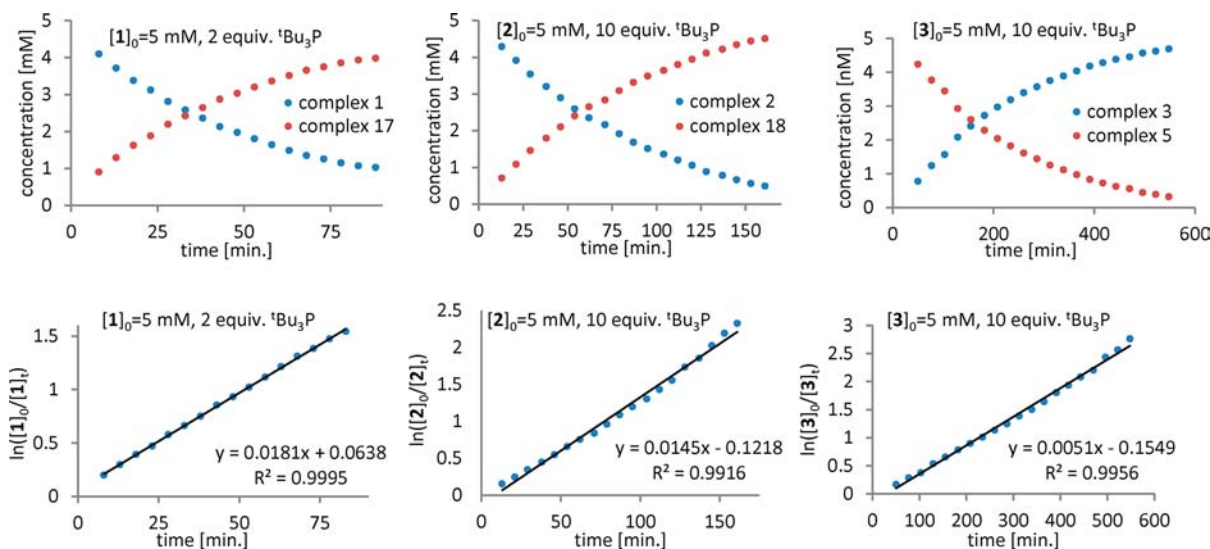 [1]₀=5 mM, 2 equiv. ᵗBu₃P
concentration [mM]
5
4
3
2
1
0
complex 1
complex 17
0
25
50
75
time [min.]
[2]₀=5 mM, 10 equiv. ᵗBu₃P
concentration [mM]
5
4
3
2
1
0
complex 2
complex 18
0
25
50
75
100
125
150
time [min.]
[3]₀=5 mM, 10 equiv. ᵗBu₃P
concentration [nM]
5
4
3
2
1
0
complex 3
complex 5
0
200
400
600
time [min.]
[1]₀=5 mM, 2 equiv. ᵗBu₃P
ln([1]₀/[1]ₜ)
1.5
1
0.5
0
y = 0.0181x + 0.0638
R² = 0.9995
0
25
50
75
time [min.]
[2]₀=5 mM, 10 equiv. ᵗBu₃P
ln([2]₀/[2]ₜ)
2.5
2
1.5
1
0.5
0
y = 0.0145x - 0.1218
R² = 0.9916
0
50
100
150
time [min.]
[3]₀=5 mM, 10 equiv. ᵗBu₃P
ln([3]₀/[3]ₜ)
3
2.5
2
1.5
1
0.5
0
y = 0.0051x - 0.1549
R² = 0.9956
0
100
200
300
400
500
600
time [min.]